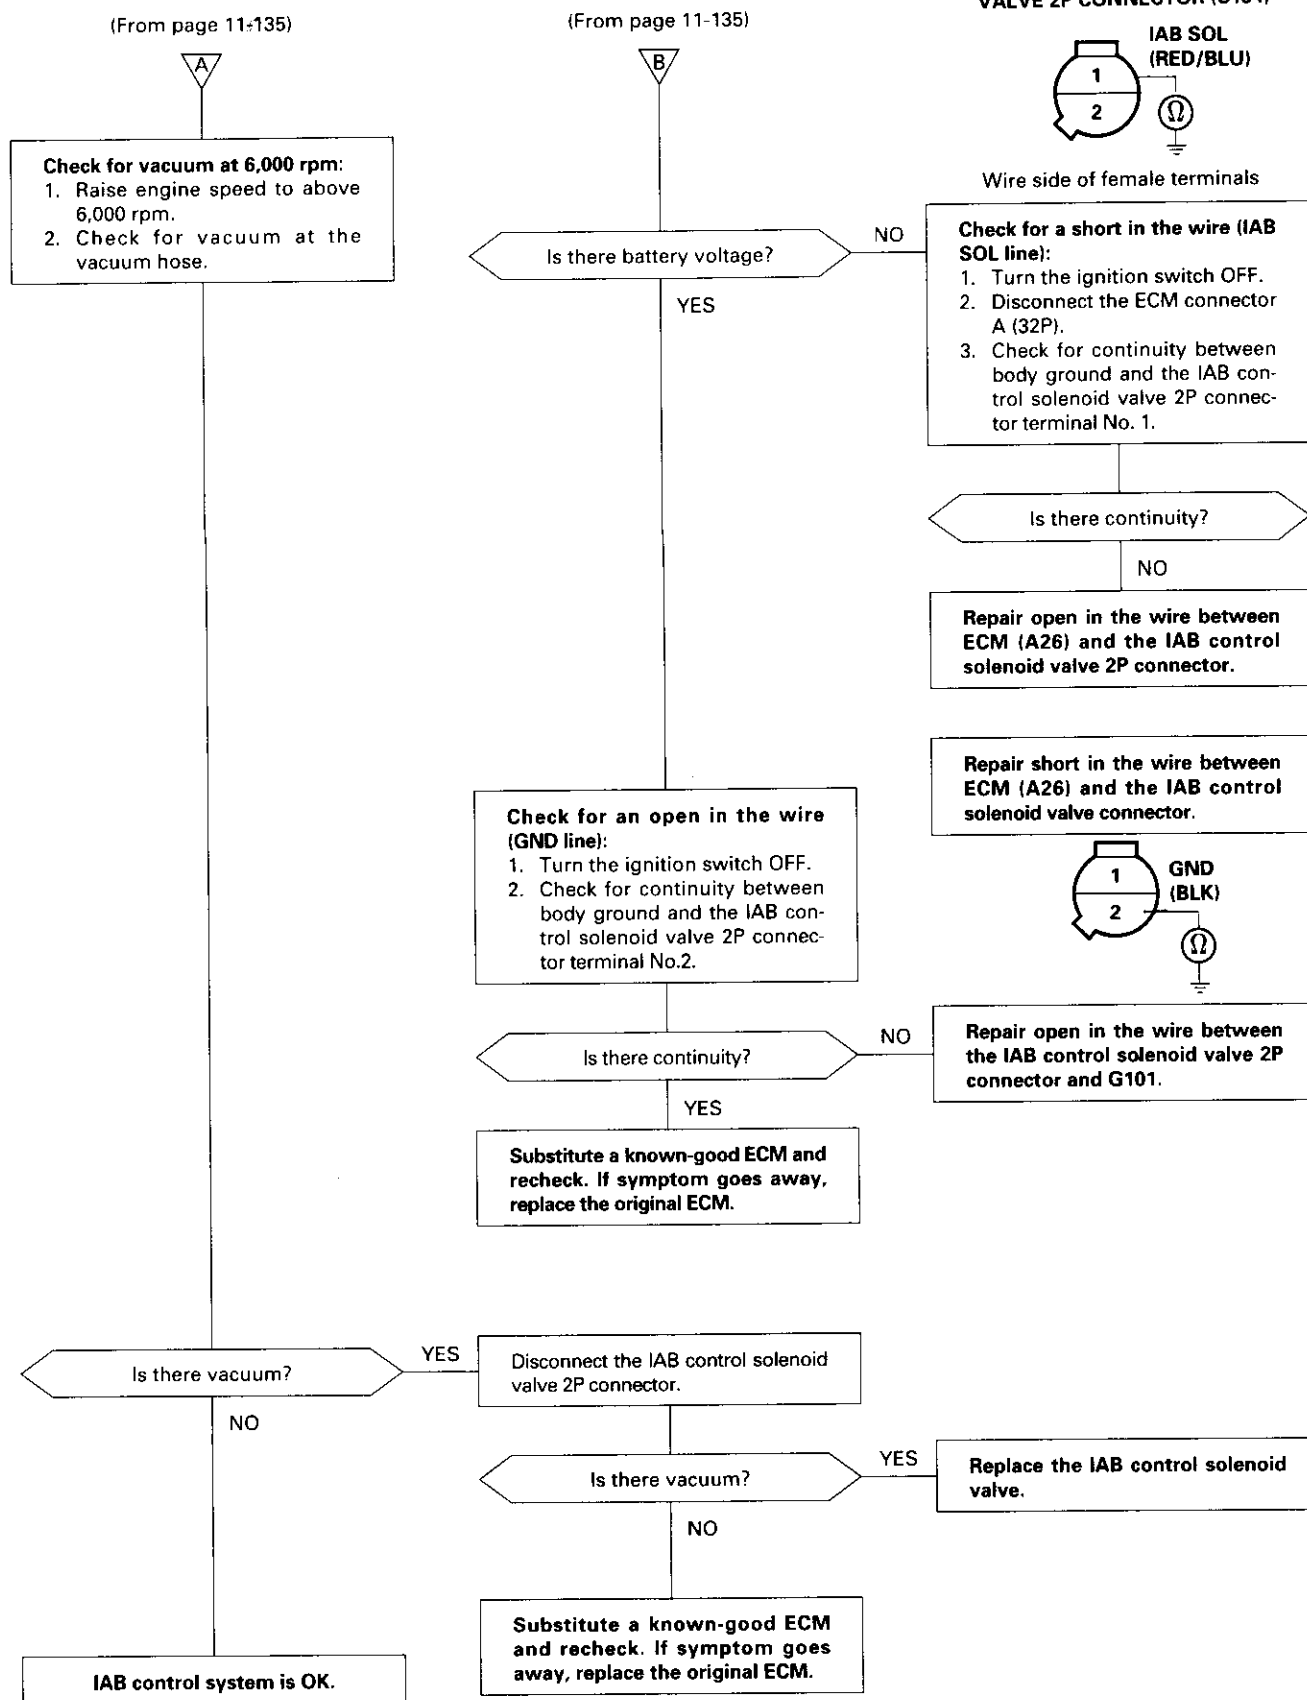 (From page 11-135)
A
Check for vacuum at 6,000 rpm:
1. Raise engine speed to above
6,000 rpm.
2. Check for vacuum at the
vacuum hose.
(From page 11-135)
B
Is there battery voltage?
NO
YES
VALVE 2P CONNECTOR
IAB SOL
(RED/BLU)
1
2
Ω
Wire side of female terminals
Check for a short in the wire (IAB
SOL line):
1. Turn the ignition switch OFF.
2. Disconnect the ECM connector
A (32P).
3. Check for continuity between
body ground and the IAB con-
trol solenoid valve 2P connec-
tor terminal No. 1.
Is there continuity?
NO
Repair open in the wire between
ECM (A26) and the IAB control
solenoid valve 2P connector.
Repair short in the wire between
ECM (A26) and the IAB control
solenoid valve connector.
Check for an open in the wire
(GND line):
1. Turn the ignition switch OFF.
2. Check for continuity between
body ground and the IAB con-
trol solenoid valve 2P connec-
tor terminal No.2.
1
2
GND
(BLK)
Ω
Is there continuity?
NO
Repair open in the wire between
the IAB control solenoid valve 2P
connector and G101.
YES
Substitute a known-good ECM and
recheck. If symptom goes away,
replace the original ECM.
Is there vacuum?
YES
Disconnect the IAB control solenoid
valve 2P connector.
NO
Is there vacuum?
YES
Replace the IAB control solenoid
valve.
NO
Substitute a known-good ECM
and recheck. If symptom goes
away, replace the original ECM.
IAB control system is OK.